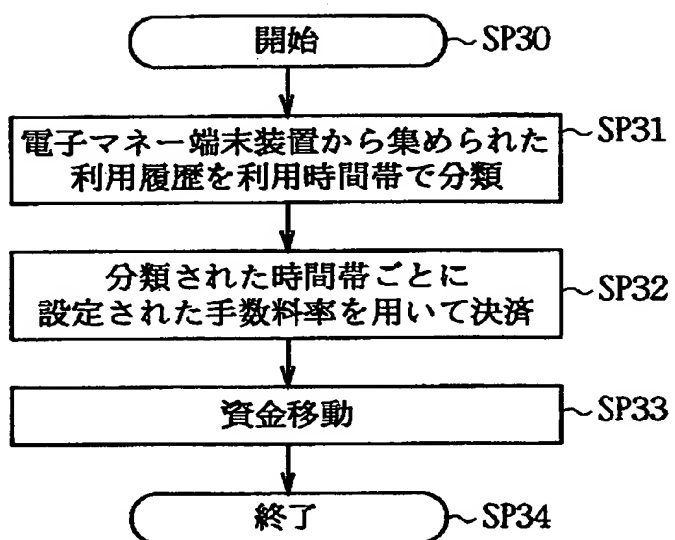 開始
SP30
電子マネー端末装置から集められた
利用履歴を利用時間帯で分類
SP31
分類された時間帯ごとに
設定された手数料率を用いて決済
SP32
資金移動
SP33
終了
SP34